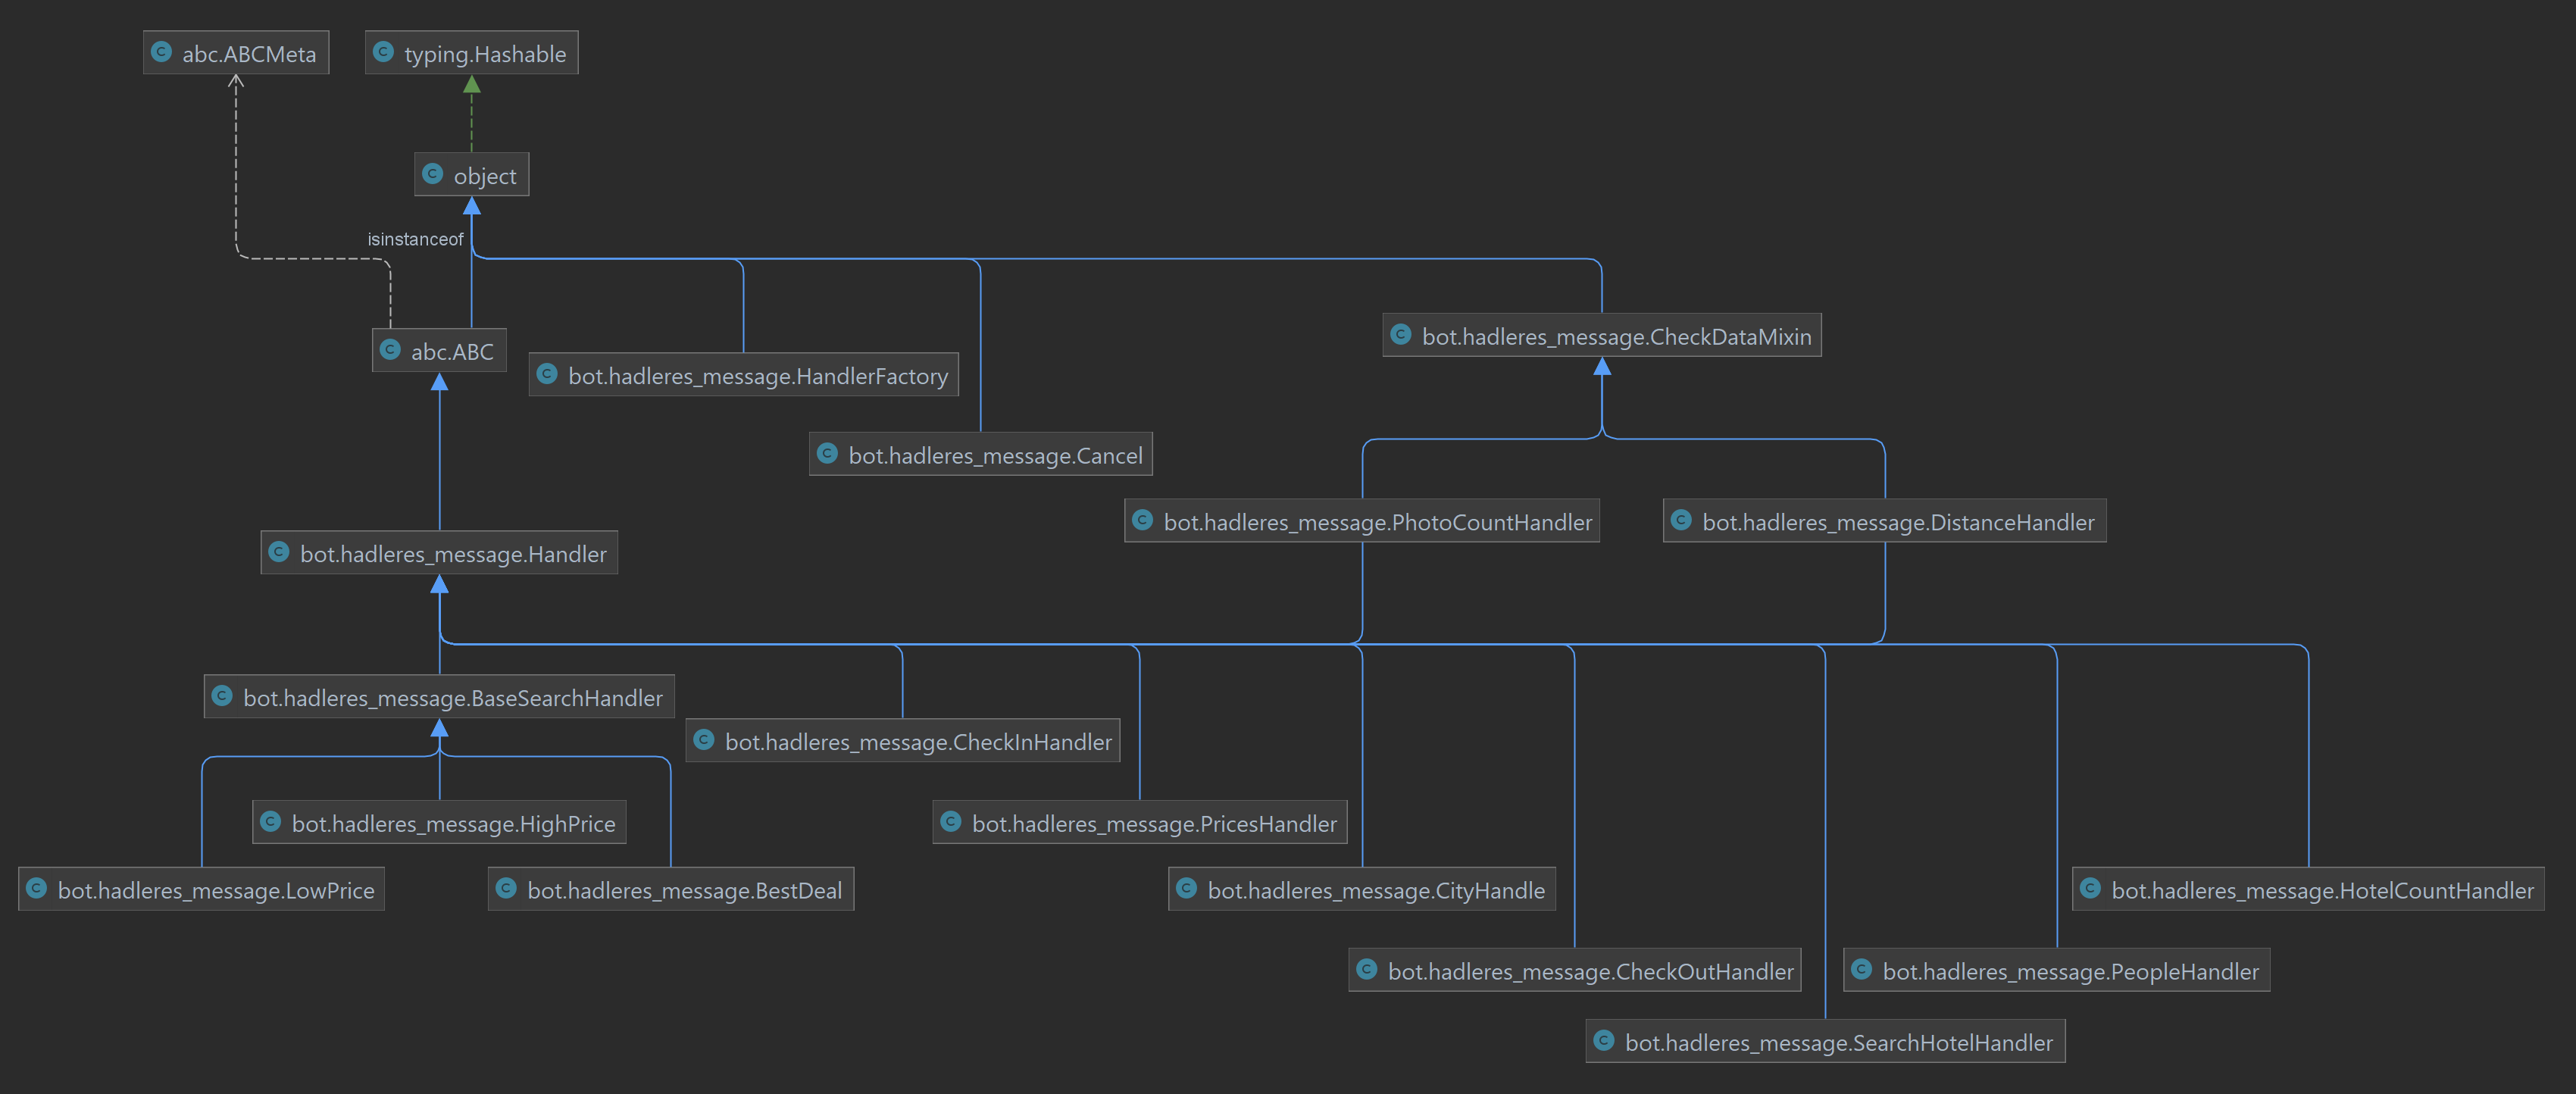 abc.ABCMeta
typing.Hashable
object
isinstanceof
abc.ABC
bot.hadleres_message.HandlerFactory
bot.hadleres_message.CheckDataMixin
bot.hadleres_message.Cancel
bot.hadleres_message.PhotoCountHandler
bot.hadleres_message.DistanceHandler
bot.hadleres_message.Handler
bot.hadleres_message.BaseSearchHandler
bot.hadleres_message.CheckInHandler
bot.hadleres_message.HighPrice
bot.hadleres_message.PricesHandler
bot.hadleres_message.LowPrice
bot.hadleres_message.BestDeal
bot.hadleres_message.CityHandle
bot.hadleres_message.HotelCountHandler
bot.hadleres_message.CheckOutHandler
bot.hadleres_message.PeopleHandler
bot.hadleres_message.SearchHotelHandler